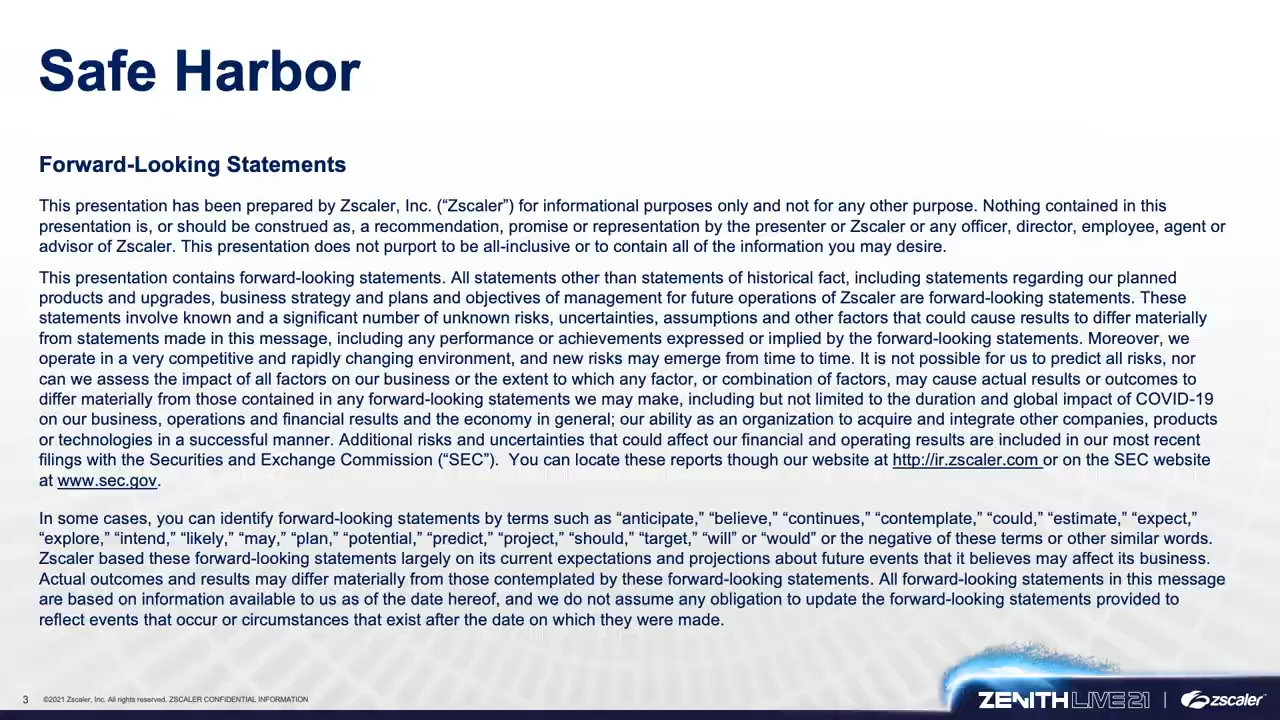 Safe Harbor
Forward-Looking Statements
This presentation has been prepared by Zscaler, Inc. (“Zscaler”) for informational purposes only and not for any other purpose. Nothing contained in this
presentation is, or should be construed as, a recommendation, promise or representation by the presenter or Zscaler or any officer, director, employee, agent or
advisor of Zscaler. This presentation does not purport to be all-inclusive or to contain all of the information you may desire.
This presentation contains forward-looking statements. All statements other than statements of historical fact, including statements regarding our planned
products and upgrades, business strategy and plans and objectives of management for future operations of Zscaler are forward-looking statements. These
statements involve known and a significant number of unknown risks, uncertainties, assumptions and other factors that could cause results to differ materially
from statements made in this message, including any performance or achievements expressed or implied by the forward-looking statements. Moreover, we
operate in a very competitive and rapidly changing environment, and new risks may emerge from time to time. It is not possible for us to predict all risks, nor
can we assess the impact of all factors on our business or the extent to which any factor, or combination of factors, may cause actual results or outcomes to
differ materially from those contained in any forward-looking statements we may make, including but not limited to the duration and global impact of COVID-19
on our business, operations and financial results and the economy in general; our ability as an organization to acquire and integrate other companies, products
or technologies in a successful manner. Additional risks and uncertainties that could affect our financial and operating results are included in our most recent
filings with the Securities and Exchange Commission (“SEC”).  You can locate these reports though our website at http://ir.zscaler.com or on the SEC website
at www.sec.gov.
In some cases, you can identify forward-looking statements by terms such as “anticipate,” “believe,” “continues,” “contemplate,” “could,” “estimate,” “expect,”
“explore,” “intend,” “likely,” “may,” “plan,” “potential,” “predict,” “project,” “should,” “target,” “will” or “would” or the negative of these terms or other similar words.
Zscaler based these forward-looking statements largely on its current expectations and projections about future events that it believes may affect its business.
Actual outcomes and results may differ materially from those contemplated by these forward-looking statements. All forward-looking statements in this message
are based on information available to us as of the date hereof, and we do not assume any obligation to update the forward-looking statements provided to
reflect events that occur or circumstances that exist after the date on which they were made.
3 ©2021 Zscaler, Inc. All rights reserved. ZSCALER CONFIDENTIAL INFORMATION
ZENITH LIVE21 | zscaler™